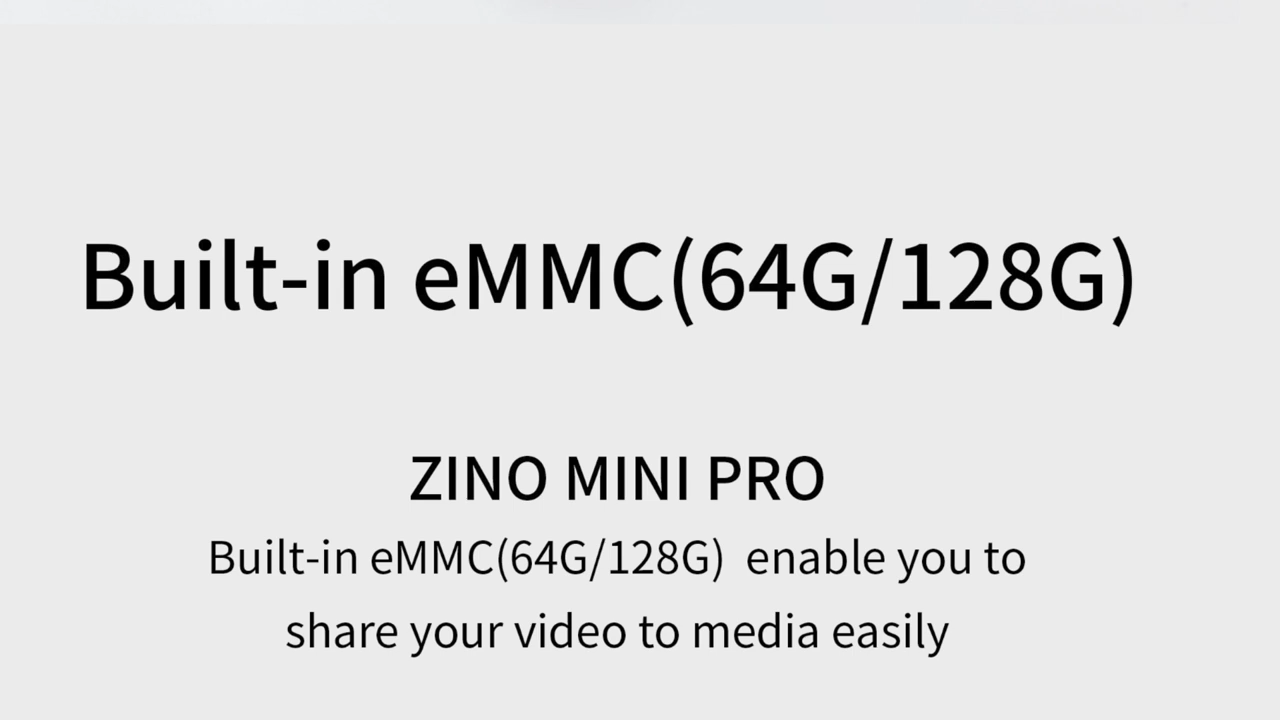 Built-in eMMC(64G/128G)
ZINO MINI PRO
Built-in eMMC(64G/128G) enable you to
share your video to media easily